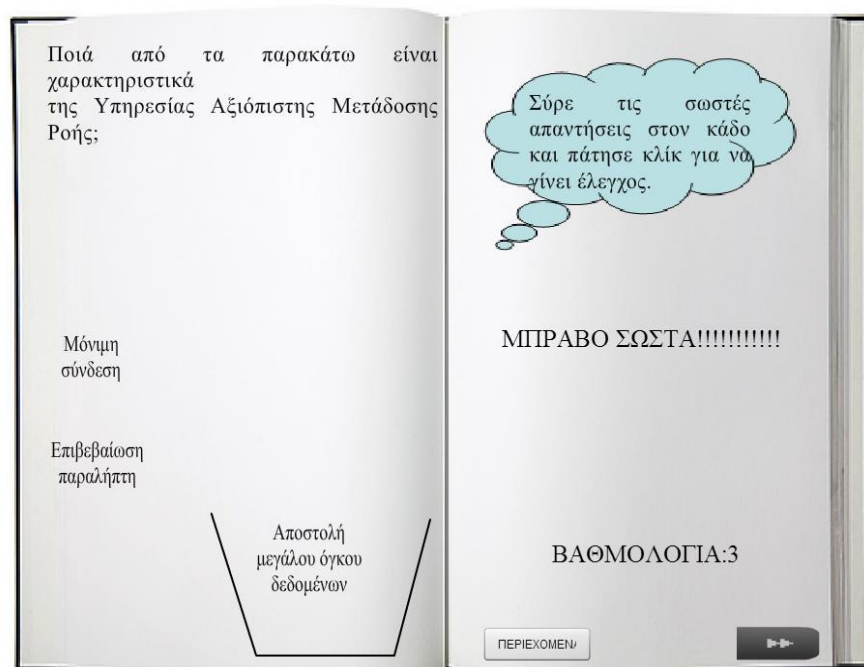 Ποιά από τα παρακάτω είναι
χαρακτηριστικά
της Υπηρεσίας Αξιόπιστης Μετάδοσης
Ροής;
Μόνιμη
σύνδεση
Επιβεβαίωση
παραλήπτη
Αποστολή
μεγάλου όγκου
δεδομένων
Σύρε τις σωστές
απαντήσεις στον κάδο
και πάτησε κλίκ για να
γίνει έλεγχος.
ΜΠΡΑΒΟ ΣΩΣΤΑ!!!!!!!!!!!
ΒΑΘΜΟΛΟΓΙΑ:3